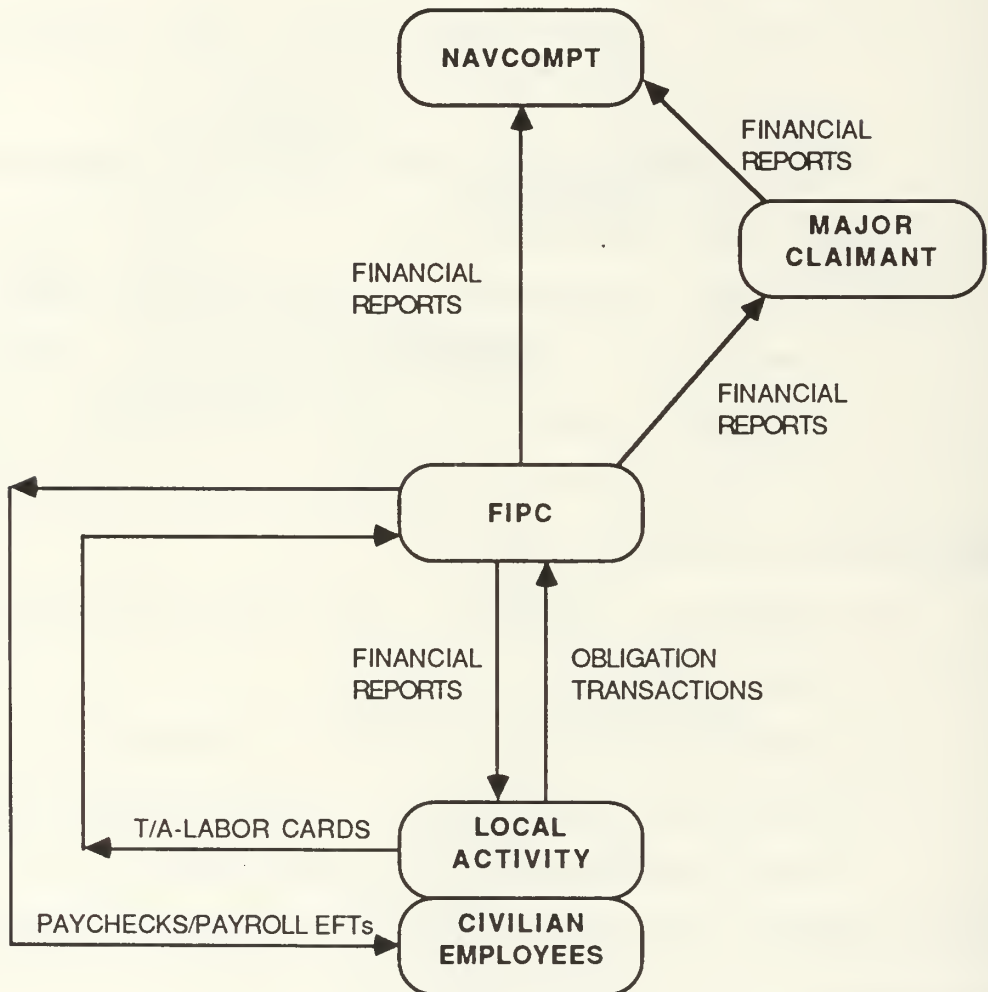 NAVCOMPT
FINANCIAL
REPORTS
MAJOR
CLAIMANT
FINANCIAL
REPORTS
FINANCIAL
REPORTS
FIPC
FINANCIAL
REPORTS
OBLIGATION
TRANSACTIONS
T/A-LABOR CARDS
LOCAL
ACTIVITY
PAYCHECKS/PAYROLL EFTs
CIVILIAN
EMPLOYEES